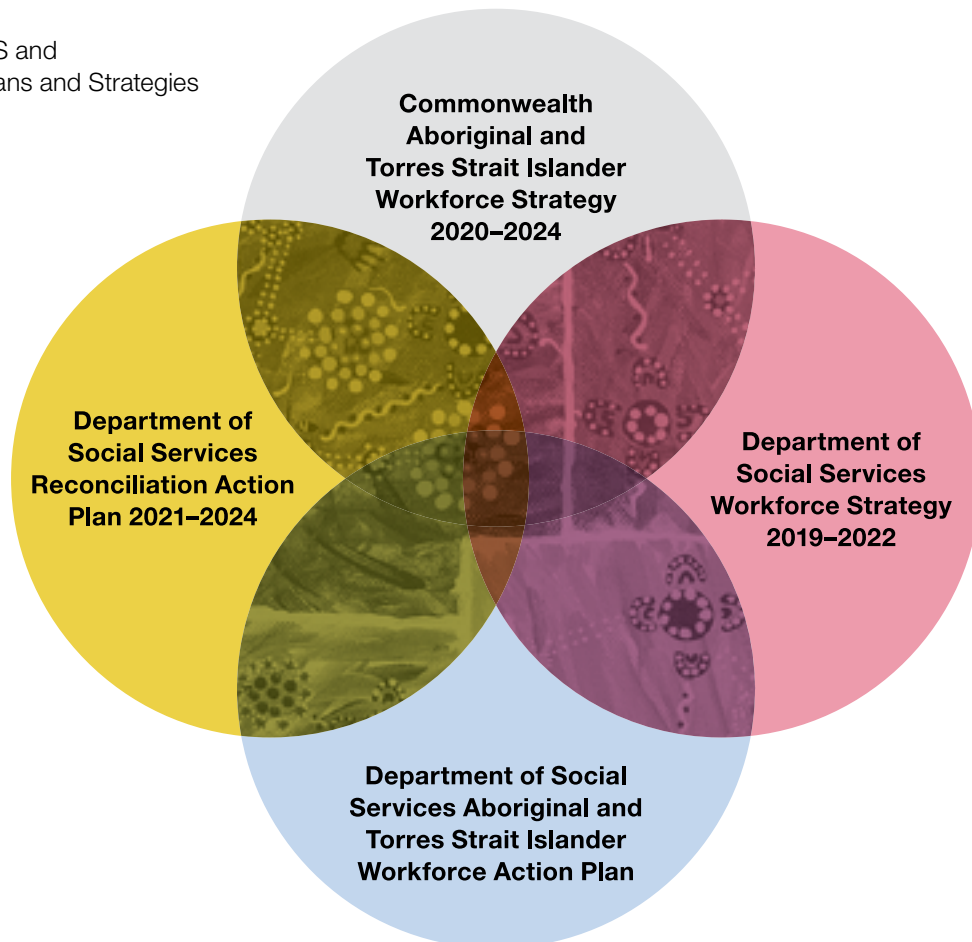 S and
ans and Strategies
Commonwealth
Aboriginal and
Torres Strait Islander
Workforce Strategy
2020–2024
Department of
Social Services
Reconciliation Action
Plan 2021–2024
Department of
Social Services
Workforce Strategy
2019–2022
Department of Social
Services Aboriginal and
Torres Strait Islander
Workforce Action Plan